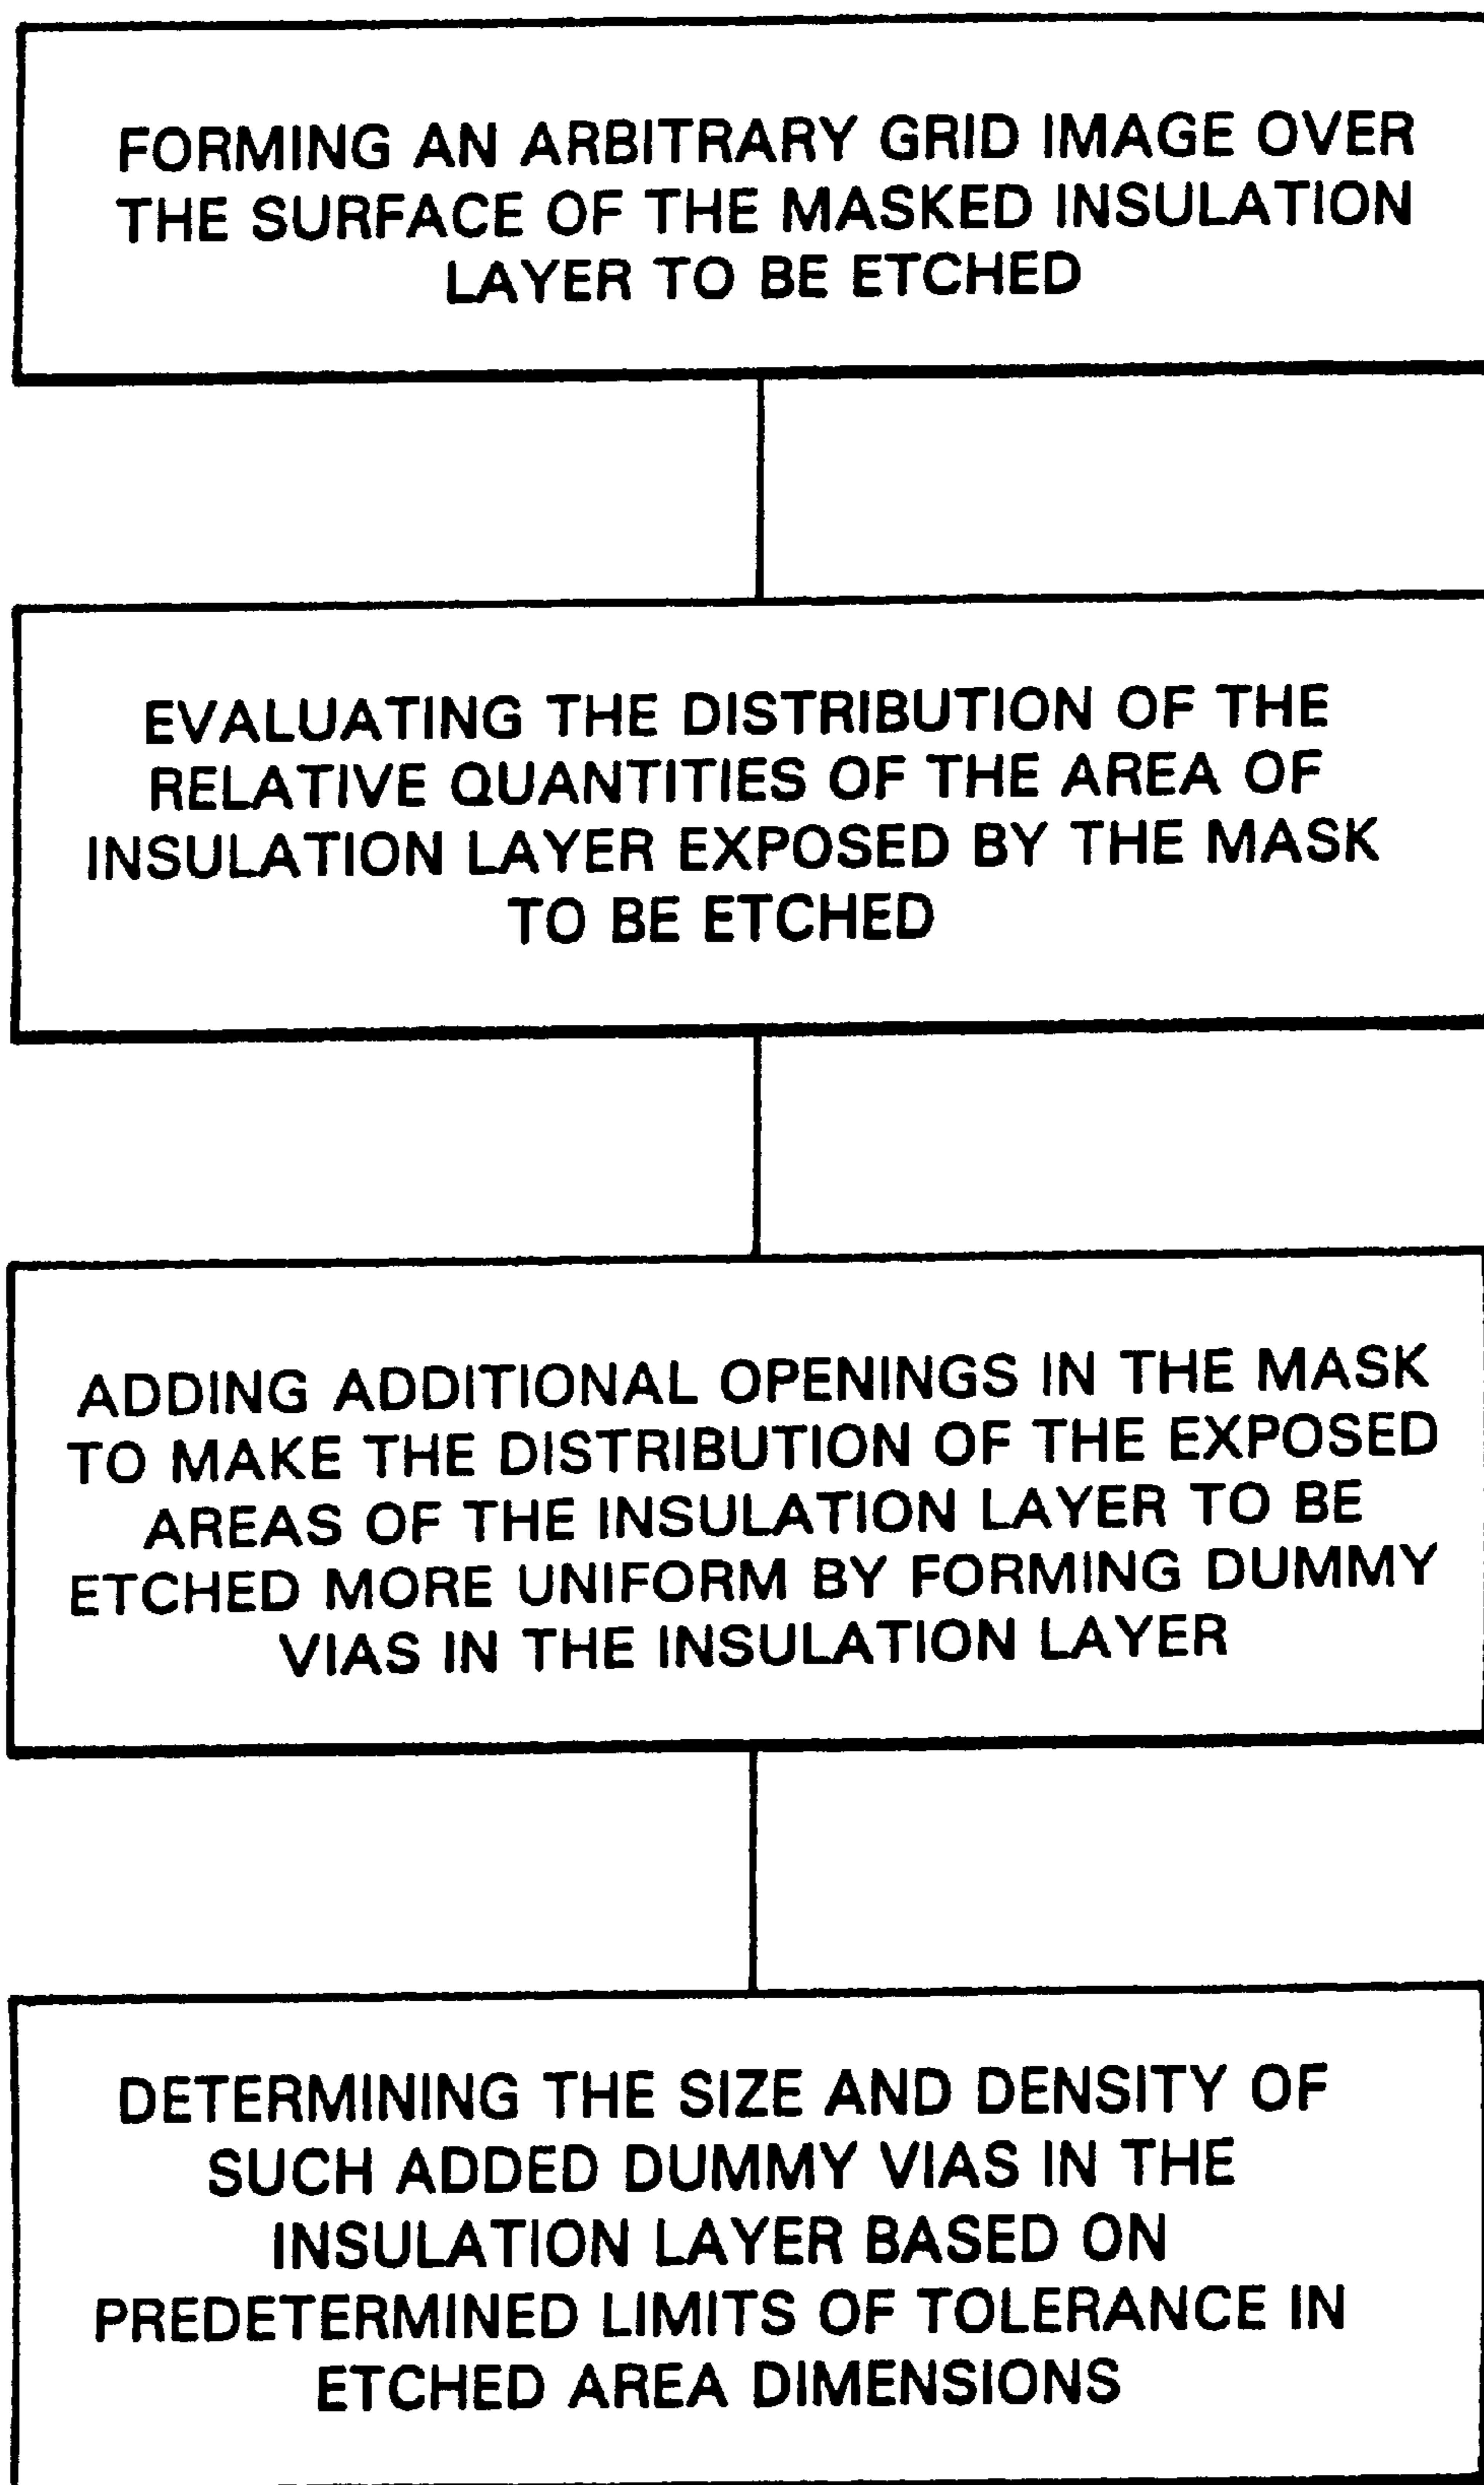 FORMING AN ARBITRARY GRID IMAGE OVER
THE SURFACE OF THE MASKED INSULATION
LAYER TO BE ETCHED
EVALUATING THE DISTRIBUTION OF THE
RELATIVE QUANTITIES OF THE AREA OF
INSULATION LAYER EXPOSED BY THE MASK
TO BE ETCHED
ADDING ADDITIONAL OPENINGS IN THE MASK
TO MAKE THE DISTRIBUTION OF THE EXPOSED
AREAS OF THE INSULATION LAYER TO BE
ETCHED MORE UNIFORM BY FORMING DUMMY
VIAS IN THE INSULATION LAYER
DETERMINING THE SIZE AND DENSITY OF
SUCH ADDED DUMMY VIAS IN THE
INSULATION LAYER BASED ON
PREDETERMINED LIMITS OF TOLERANCE IN
ETCHED AREA DIMENSIONS